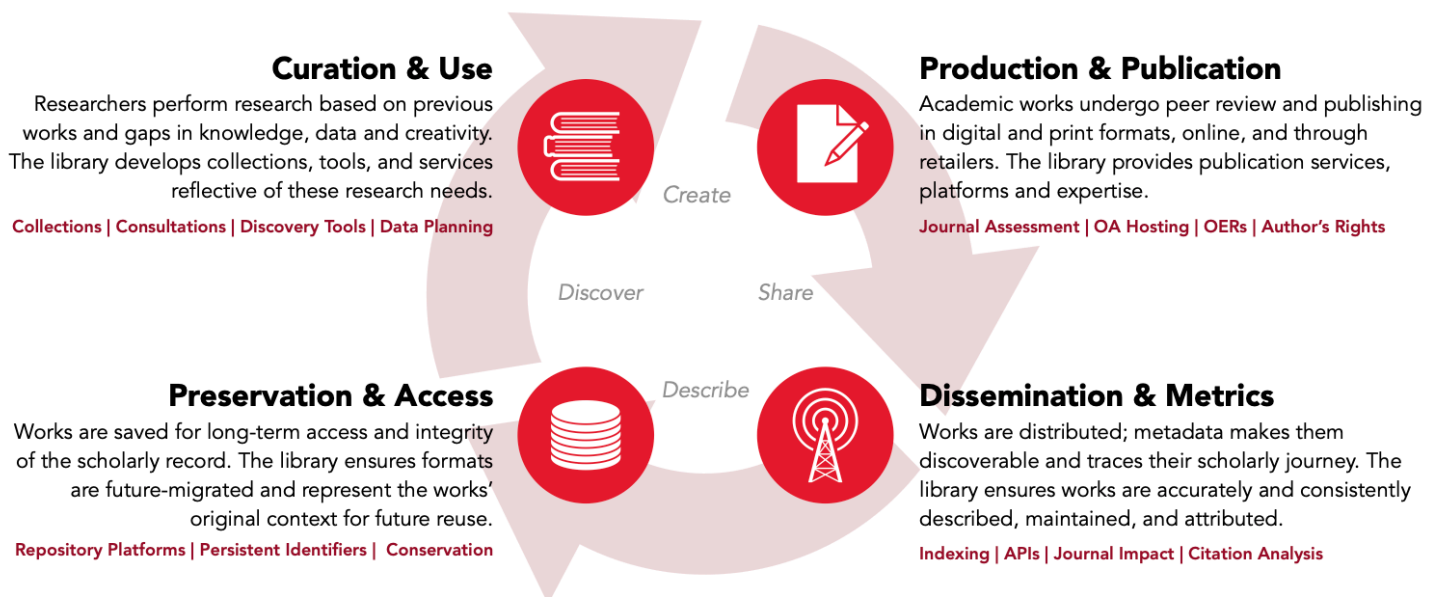 Curation & Use
Researchers perform research based on previous
works and gaps in knowledge, data and creativity.
The library develops collections, tools, and services
reflective of these research needs.
Collections | Consultations | Discovery Tools | Data Planning
Production & Publication
Academic works undergo peer review and publishing
in digital and print formats, online, and through
retailers. The library provides publication services,
platforms and expertise.
Journal Assessment | OA Hosting | OERs | Author's Rights
Create
Discover
Share
Describe
Preservation & Access
Works are saved for long-term access and integrity
of the scholarly record. The library ensures formats
are future-migrated and represent the works'
original context for future reuse.
Repository Platforms | Persistent Identifiers | Conservation
Dissemination & Metrics
Works are distributed; metadata makes them
discoverable and traces their scholarly journey. The
library ensures works are accurately and consistently
described, maintained, and attributed.
Indexing | APIs | Journal Impact | Citation Analysis